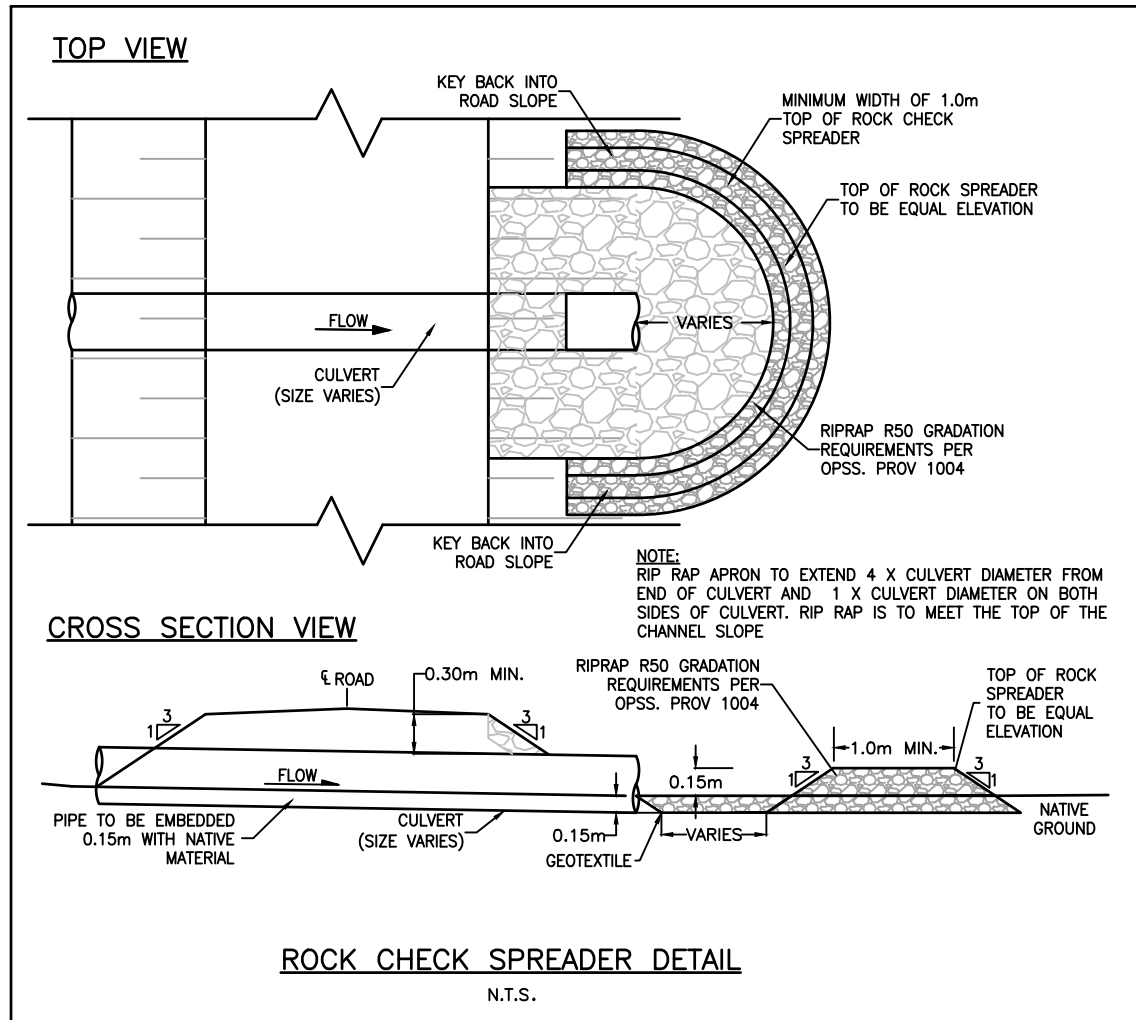 TOP VIEW
KEY BACK INTO
ROAD SLOPE
MINIMUM WIDTH OF 1.0m
TOP OF ROCK CHECK
SPREADER
TOP OF ROCK SPREADER
TO BE EQUAL ELEVATION
FLOW
VARIES
CULVERT
(SIZE VARIES)
RIPRAP R50 GRADATION
REQUIREMENTS PER
OPSS. PROV 1004
KEY BACK INTO
ROAD SLOPE
NOTE:
RIP RAP APRON TO EXTEND 4 X CULVERT DIAMETER FROM
END OF CULVERT AND 1 X CULVERT DIAMETER ON BOTH
SIDES OF CULVERT. RIP RAP IS TO MEET THE TOP OF THE
CHANNEL SLOPE
CROSS SECTION VIEW
℄ ROAD
0.30m MIN.
RIPRAP R50 GRADATION
REQUIREMENTS PER
OPSS. PROV 1004
TOP OF ROCK
SPREADER
TO BE EQUAL
ELEVATION
3
1
3
1
1.0m MIN.
3
1
3
1
FLOW
0.15m
PIPE TO BE EMBEDDED
0.15m WITH NATIVE
MATERIAL
CULVERT
(SIZE VARIES)
0.15m
VARIES
GEOTEXTILE
NATIVE
GROUND
ROCK CHECK SPREADER DETAIL
N.T.S.